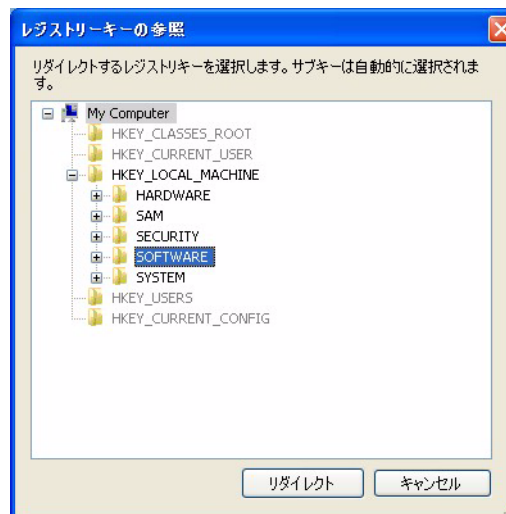 レジストリーキーの参照
リダイレクトするレジストリキーを選択します。サブキーは自動的に選択されま
す。
My Computer
HKEY_CLASSES_ROOT
HKEY_CURRENT_USER
HKEY_LOCAL_MACHINE
HARDWARE
SAM
SECURITY
SOFTWARE
SYSTEM
HKEY_USERS
HKEY_CURRENT_CONFIG
リダイレクト キャンセル